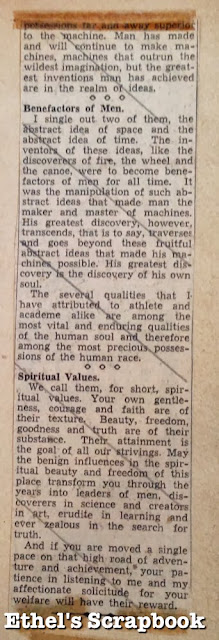 possessions far and away superior
to the machine. Man has made
and will continue to make ma-
chines, machines that outrun the
wildest imagination, but the great-
est inventions man has achieved
are in the realm of ideas.
Benefactors of Men.
I single out two of them, the
abstract idea of space and the
abstract idea of time. The in-
ventors of these ideas, like the
discoverers of fire, the wheel and
the canoe, were to become bene-
factors of men for all time. It
was the manipulation of such ab-
stract ideas that made man the
maker and master of machines.
His greatest discovery, however,
transcends, that is to say, traverses
and goes beyond these fruitful
abstract ideas that made his ma-
chines possible. His greatest dis-
covery is the discovery of his own
soul.
The several qualities that I
have attributed to athlete and
academe alike are among the
most vital and enduring qualities
of the human soul and therefore
among the most precious posses-
sions of the human race.
Spiritual Values.
We call them, for short, spir-
itual values. Your own gentle-
ness, courage and faith are of
their texture. Beauty, freedom,
goodness and truth are of their
substance. Their attainment is
the goal of all our strivings. May
the benign influences in the spir-
itual beauty and freedom of this
place transform you through the
years into leaders of men, dis-
coverers in science and creators
in art, erudite in learning and
ever zealous in the search for
truth.
And if you are moved a single
pace on that high road of adven-
ture and achievement, your pa-
tience in listening to me and my
affectionate solicitude for your
welfare will have their reward.
Ethel's Scrapbook